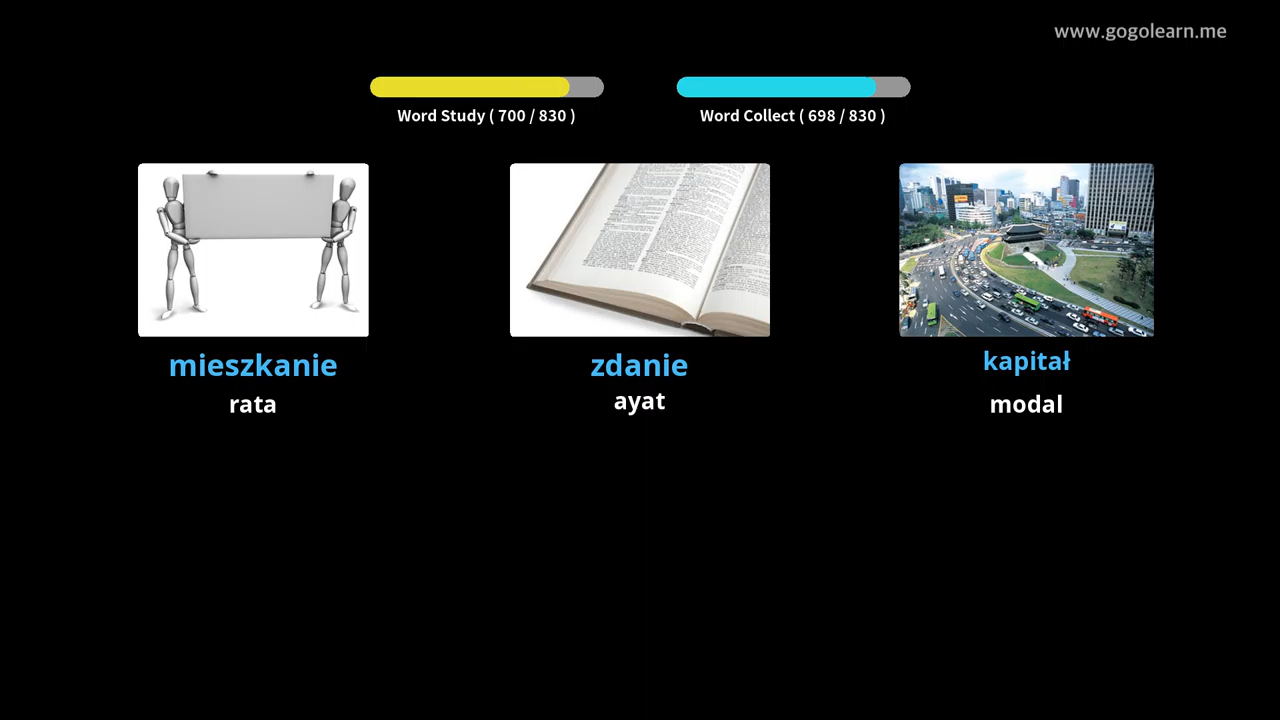 www.gogolearn.me
Word Study ( 700 / 830 )
Word Collect ( 698 / 830 )
mieszkanie
rata
zdanie
ayat
kapitał
modal